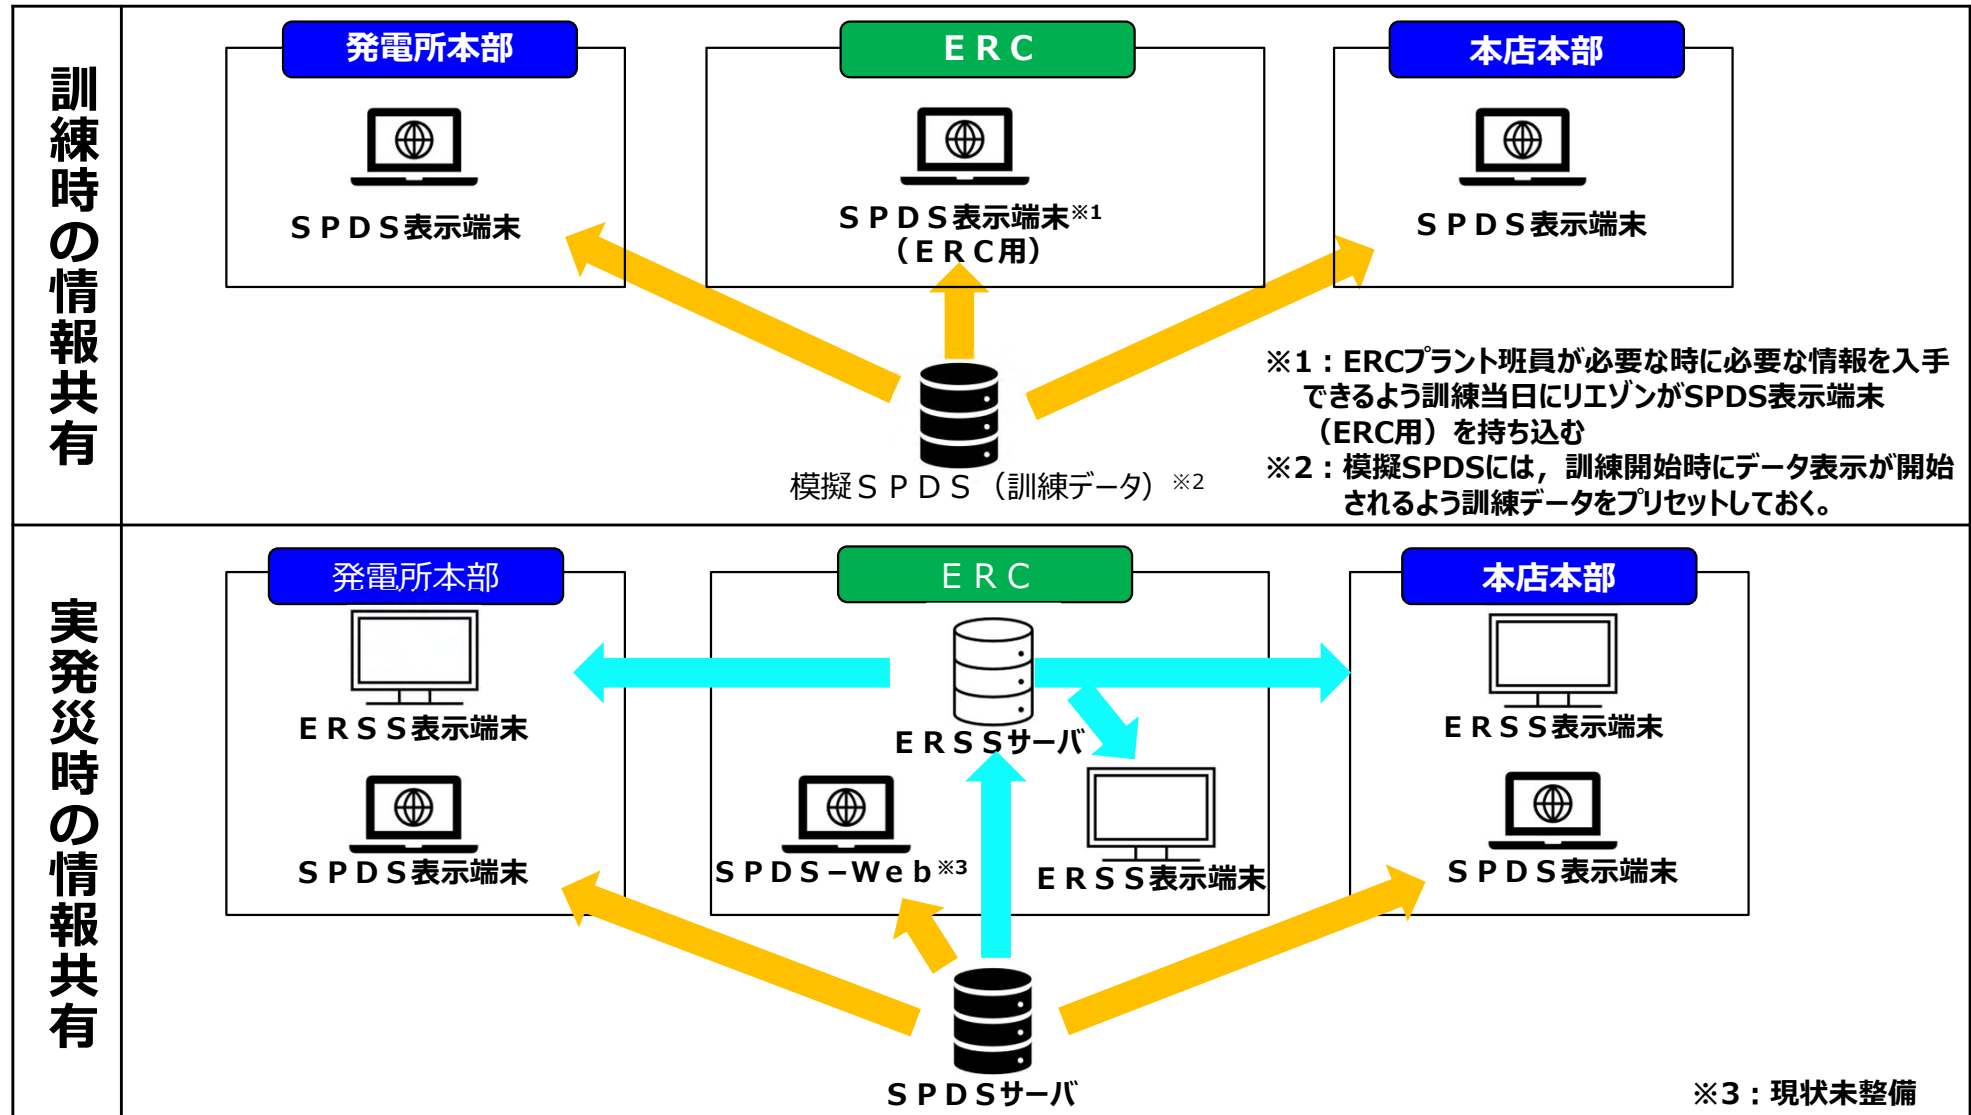 訓練時の情報共有
発電所本部
ERC
本店本部
SPDS表示端末
SPDS表示端末※1
（ERC用）
SPDS表示端末
模擬SPDS（訓練データ）※2
※1：ERCプラント班員が必要な時に必要な情報を入手
できるよう訓練当日にリエゾンがSPDS表示端末
（ERC用）を持ち込む
※2：模擬SPDSには，訓練開始時にデータ表示が開始
されるよう訓練データをプリセットしておく。
実発災時の情報共有
発電所本部
ERC
本店本部
ERSS表示端末
ERSSサーバ
ERSS表示端末
SPDS表示端末
SPDS－Web※3
ERSS表示端末
SPDS表示端末
SPDSサーバ
※3：現状未整備